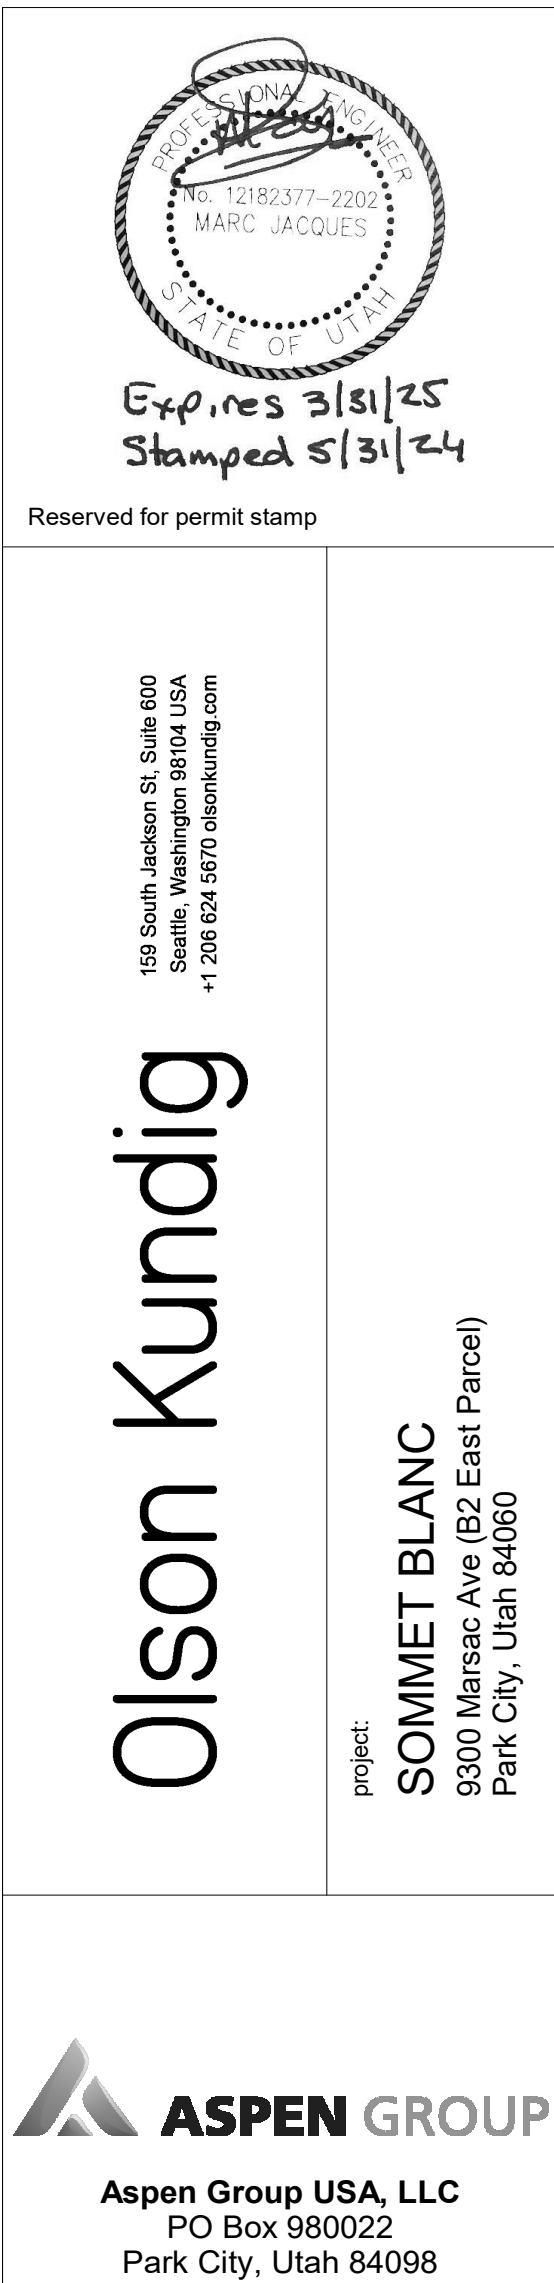 PROFESSIONAL ENGINEER
No. 12182377-2202
MARC JACQUES
STATE OF UTAH
Expires 3/31/25
Stamped 5/31/24
Reserved for permit stamp
159 South Jackson St, Suite 600
Seattle, Washington 98104 USA
+1 206 624 5670 olsonkundig.com
Olson Kundig
project:
SOMMET BLANC
9300 Marsac Ave (B2 East Parcel)
Park City, Utah 84060
ASPEN GROUP
Aspen Group USA, LLC
PO Box 980022
Park City, Utah 84098